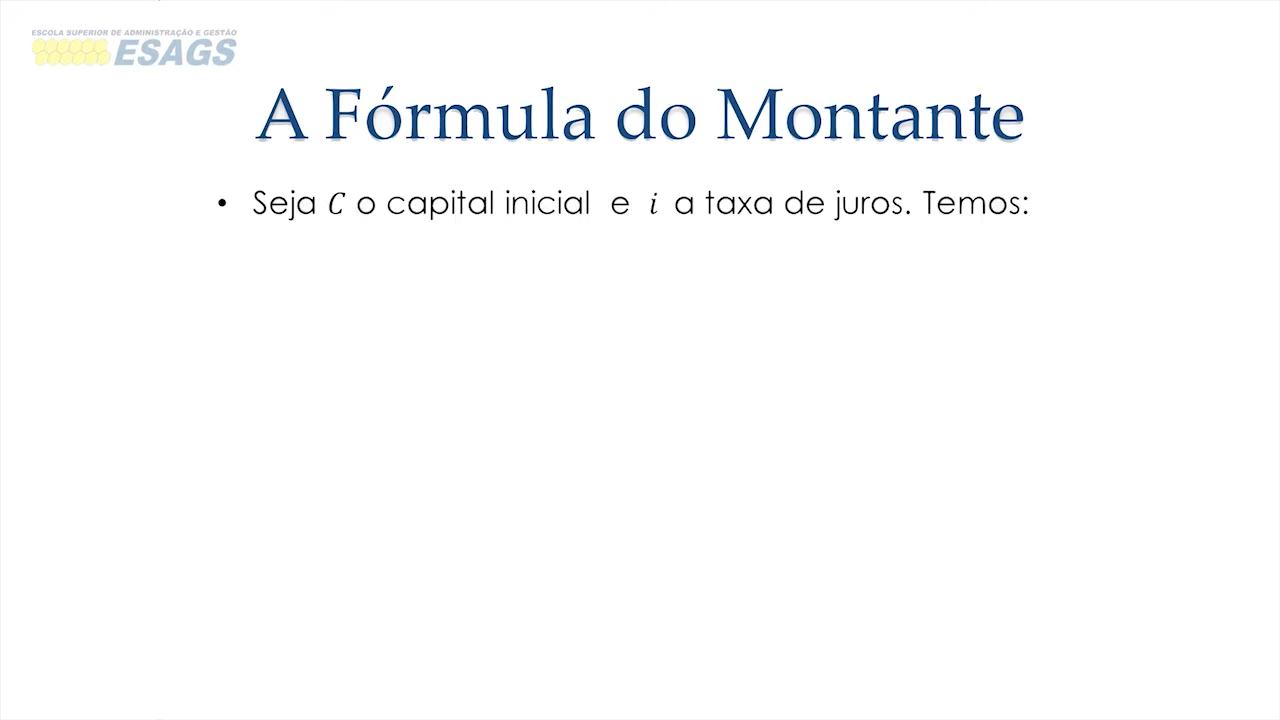 ESCOLA SUPERIOR DE ADMINISTRAÇÃO E GESTÃO
ESAGS
A Fórmula do Montante
• Seja C o capital inicial e i a taxa de juros. Temos: